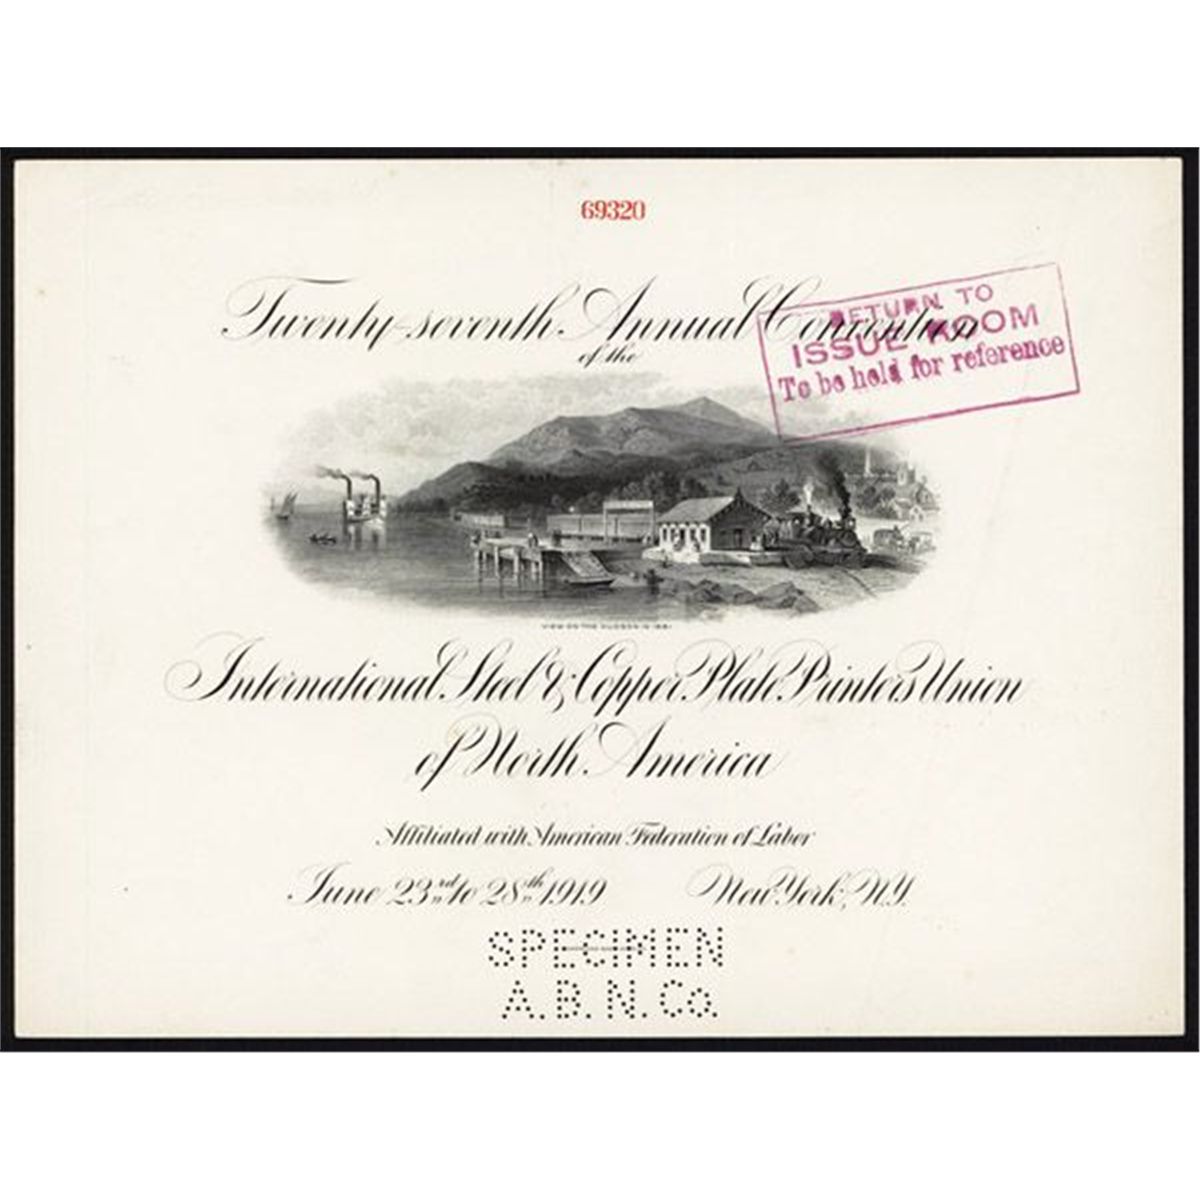 69320
Twenty-seventh Annual Convention
of the
RETURN TO
ISSUE ROOM
To be held for reference
VIEW ON THE HUDSON IN 1851
International Steel & Copper Plate Printers Union
of North America
Affiliated with American Federation of Labor
June 23rd to 28th 1919 New York, N.Y.
SPECIMEN
A.B.N.Co.